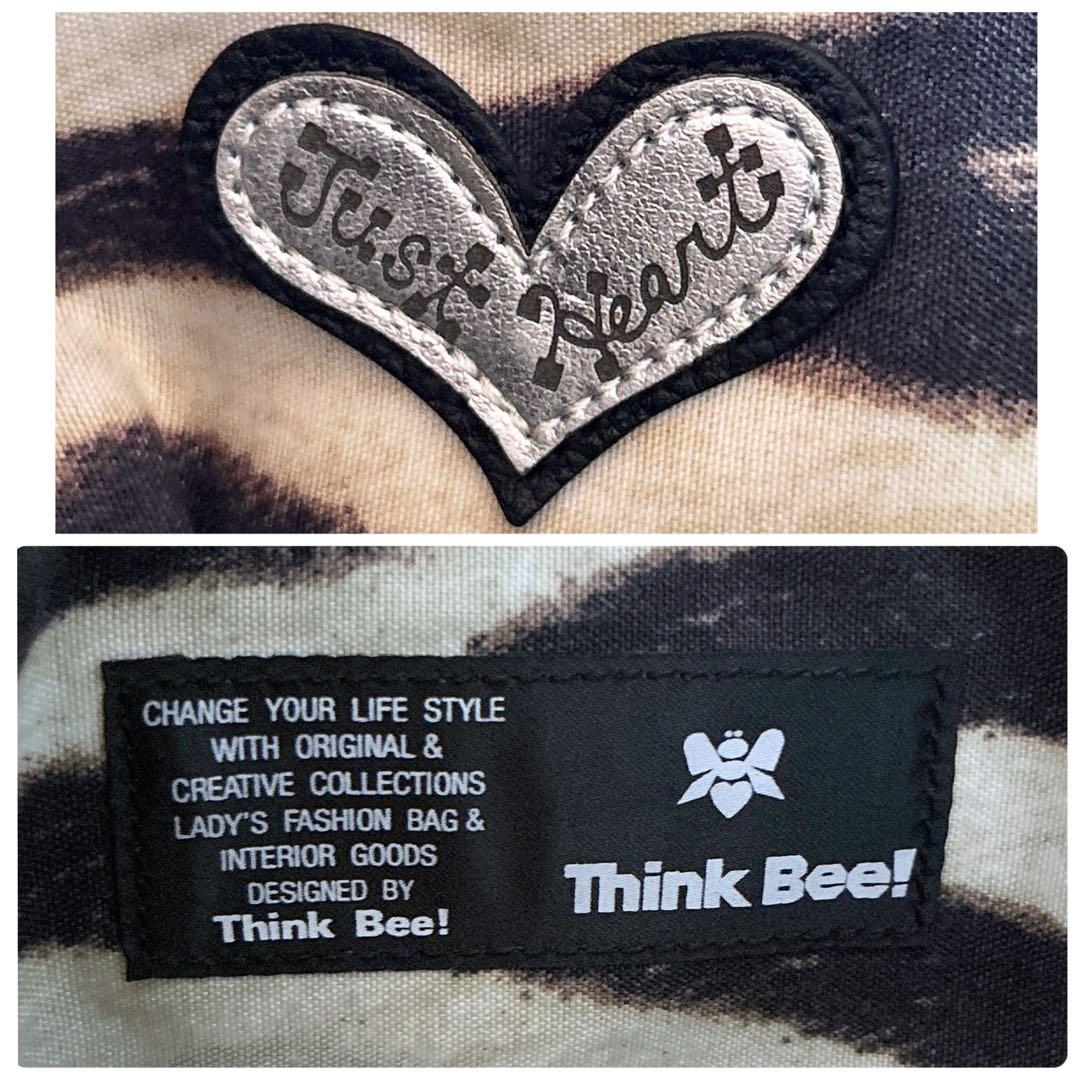 Just
Heart
CHANGE YOUR LIFE STYLE
WITH ORIGINAL &
CREATIVE COLLECTIONS
LADY'S FASHION BAG &
INTERIOR GOODS
DESIGNED BY
Think Bee!
Think Bee!